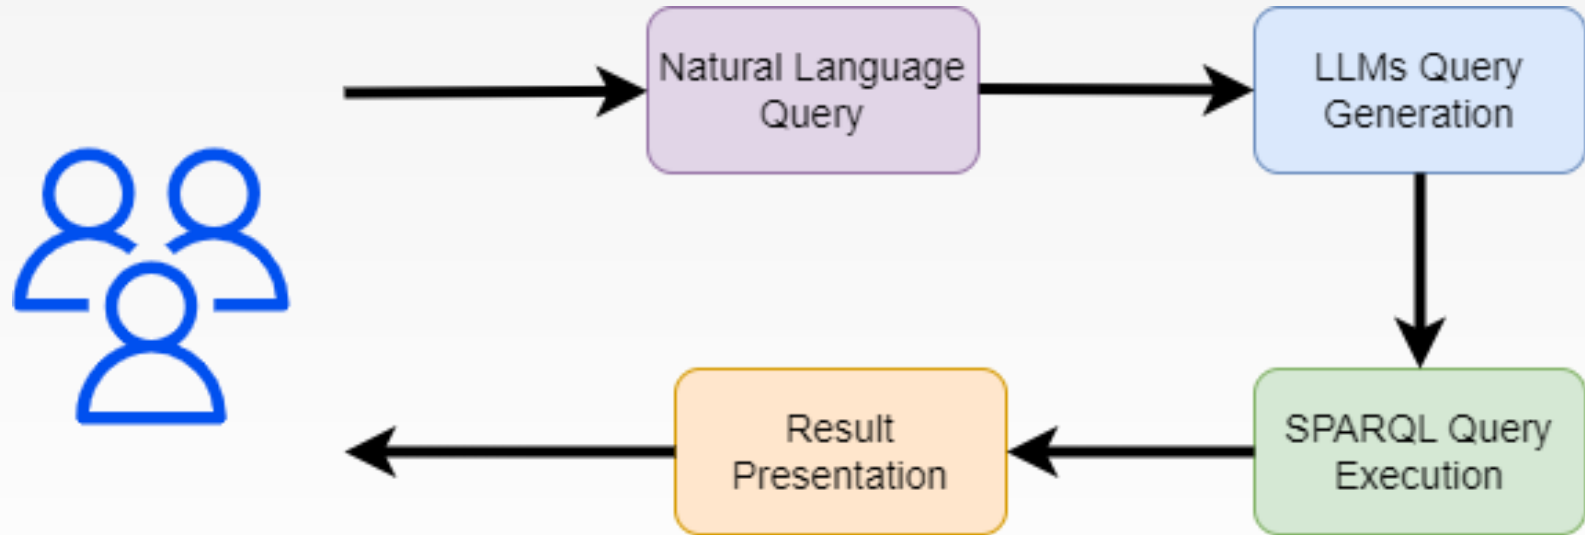 Natural Language
Query
LLMs Query
Generation
SPARQL Query
Execution
Result
Presentation